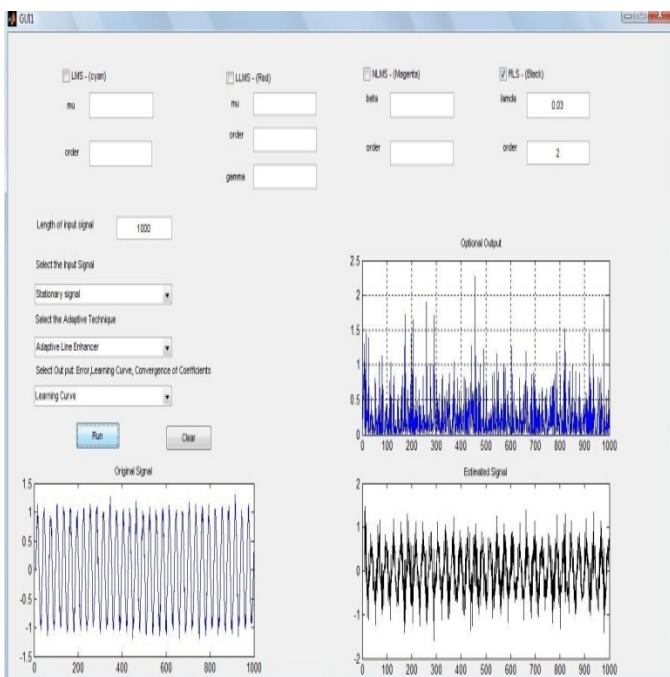 GUI1
LMS - (cyan)
mu
order
LLMS - (Red)
mu
order
gamma
NLMS - (Magenta)
beta
order
RLS - (Black)
lamda
0.03
order
2
Length of input signal
1000
Select the Input Signal
Stationary signal
Select the Adaptive Technique
Adaptive Line Enhancer
Select Out put: Error,Learning Curve, Convergence of Coefficients
Learning Curve
Run
Clear
Optional Output
2.5
2
1.5
1
0.5
0
0 100 200 300 400 500 600 700 800 900 1000
Original Signal
1.5
1
0.5
0
-0.5
-1
-1.5
0 200 400 600 800 1000
Estimated Signal
2
1
0
-1
-2
0 100 200 300 400 500 600 700 800 900 1000